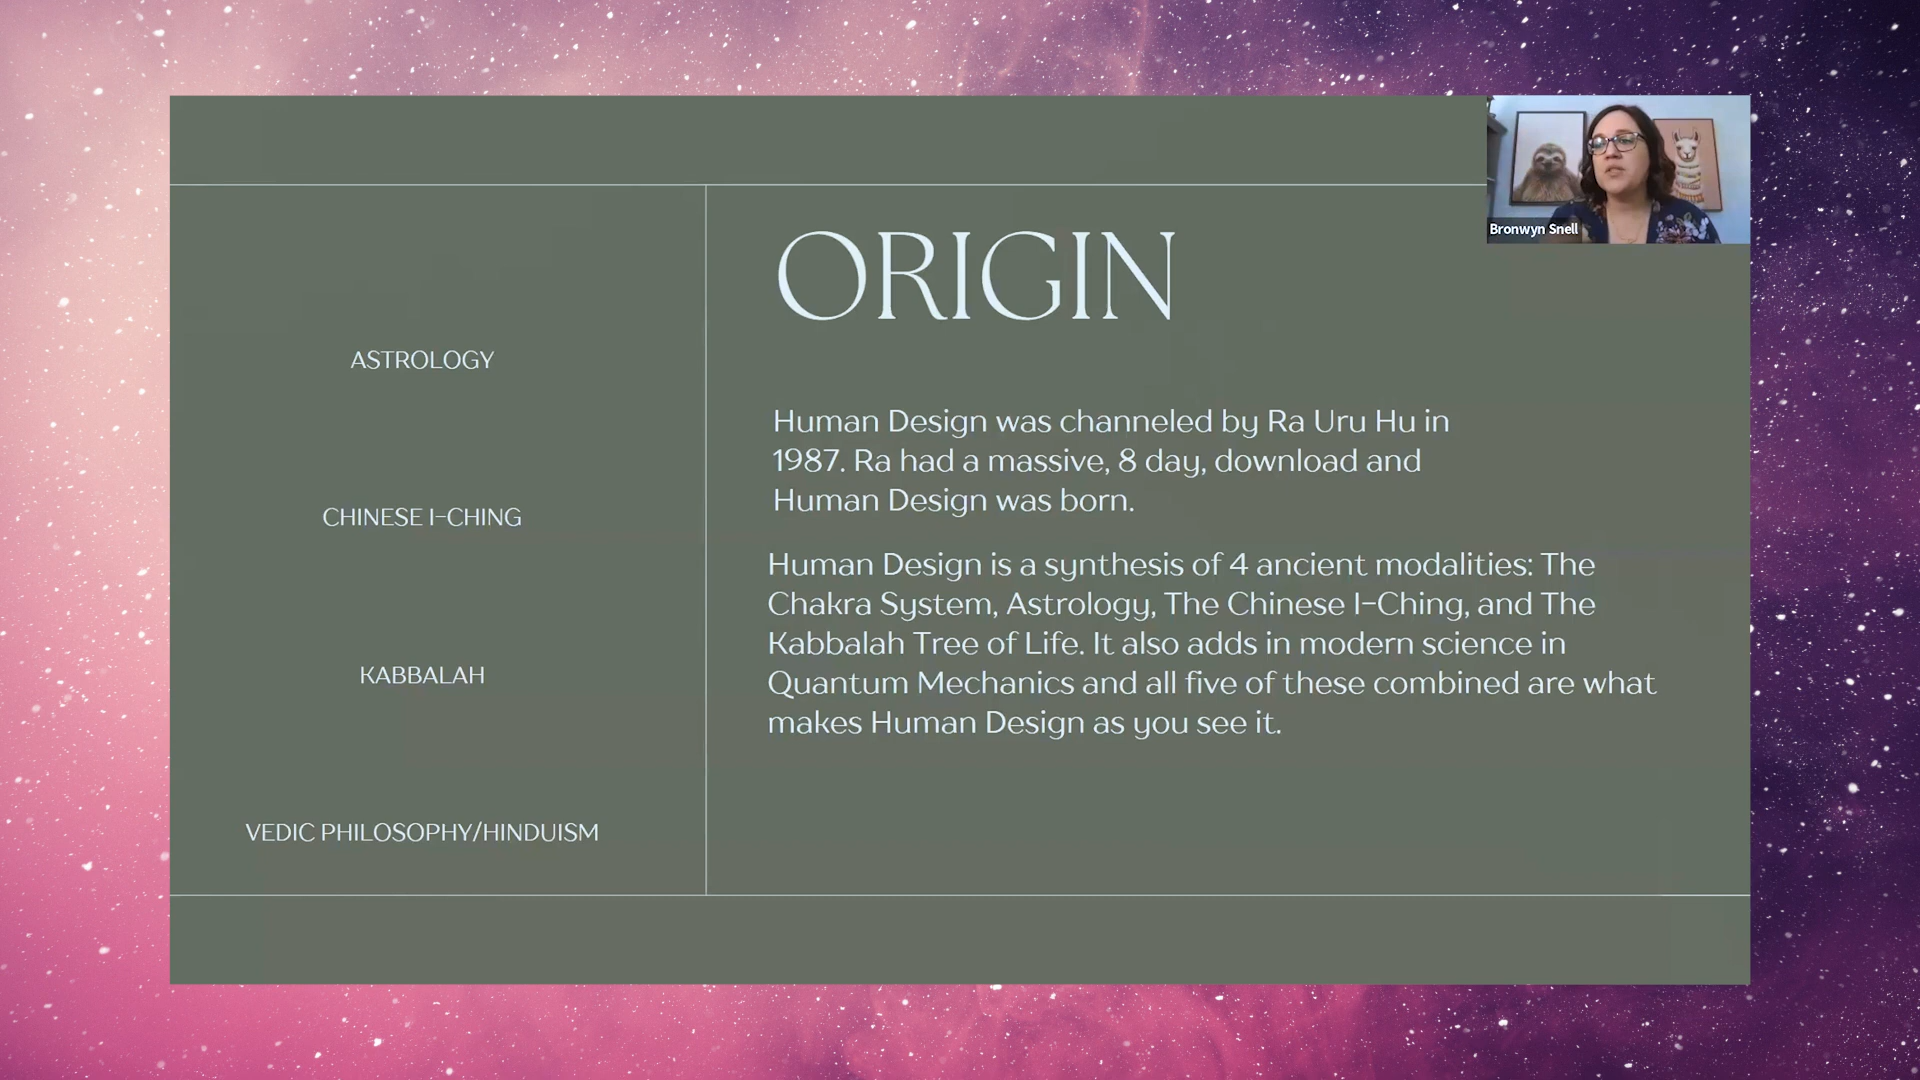 Bronwyn Snell
ORIGIN
ASTROLOGY
CHINESE I-CHING
KABBALAH
VEDIC PHILOSOPHY/HINDUISM
Human Design was channeled by Ra Uru Hu in
1987. Ra had a massive, 8 day, download and
Human Design was born.
Human Design is a synthesis of 4 ancient modalities: The
Chakra System, Astrology, The Chinese I-Ching, and The
Kabbalah Tree of Life. It also adds in modern science in
Quantum Mechanics and all five of these combined are what
makes Human Design as you see it.